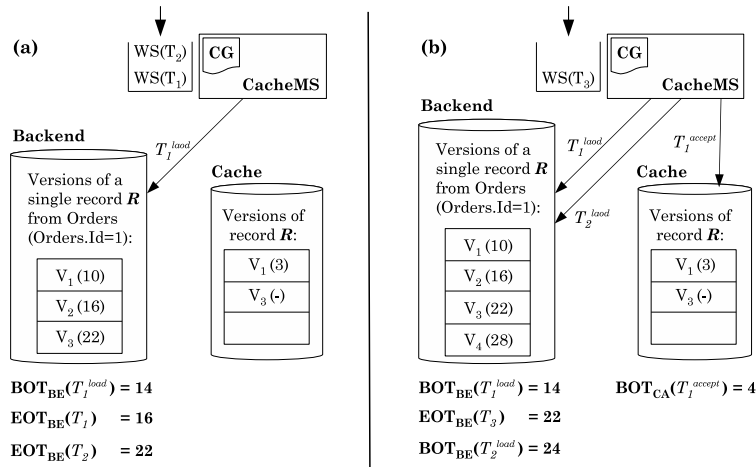 (a)
WS(T2)
WS(T1)
CG
CacheMS
Backend
T1 laod
Versions of a
single record R
from Orders
(Orders.Id=1):
V1 (10)
V2 (16)
V3 (22)
Cache
Versions of
record R:
V1 (3)
V3 (-)
BOTBE(T1 load) = 14
EOTBE(T1) = 16
EOTBE(T2) = 22
(b)
WS(T3)
CG
CacheMS
Backend
T1 laod
T1 accept
T2 laod
Versions of a
single record R
from Orders
(Orders.Id=1):
V1 (10)
V2 (16)
V3 (22)
V4 (28)
Cache
Versions of
record R:
V1 (3)
V3 (-)
BOTBE(T1 load) = 14
BOTCA(T1 accept) = 4
EOTBE(T3) = 22
BOTBE(T2 load) = 24